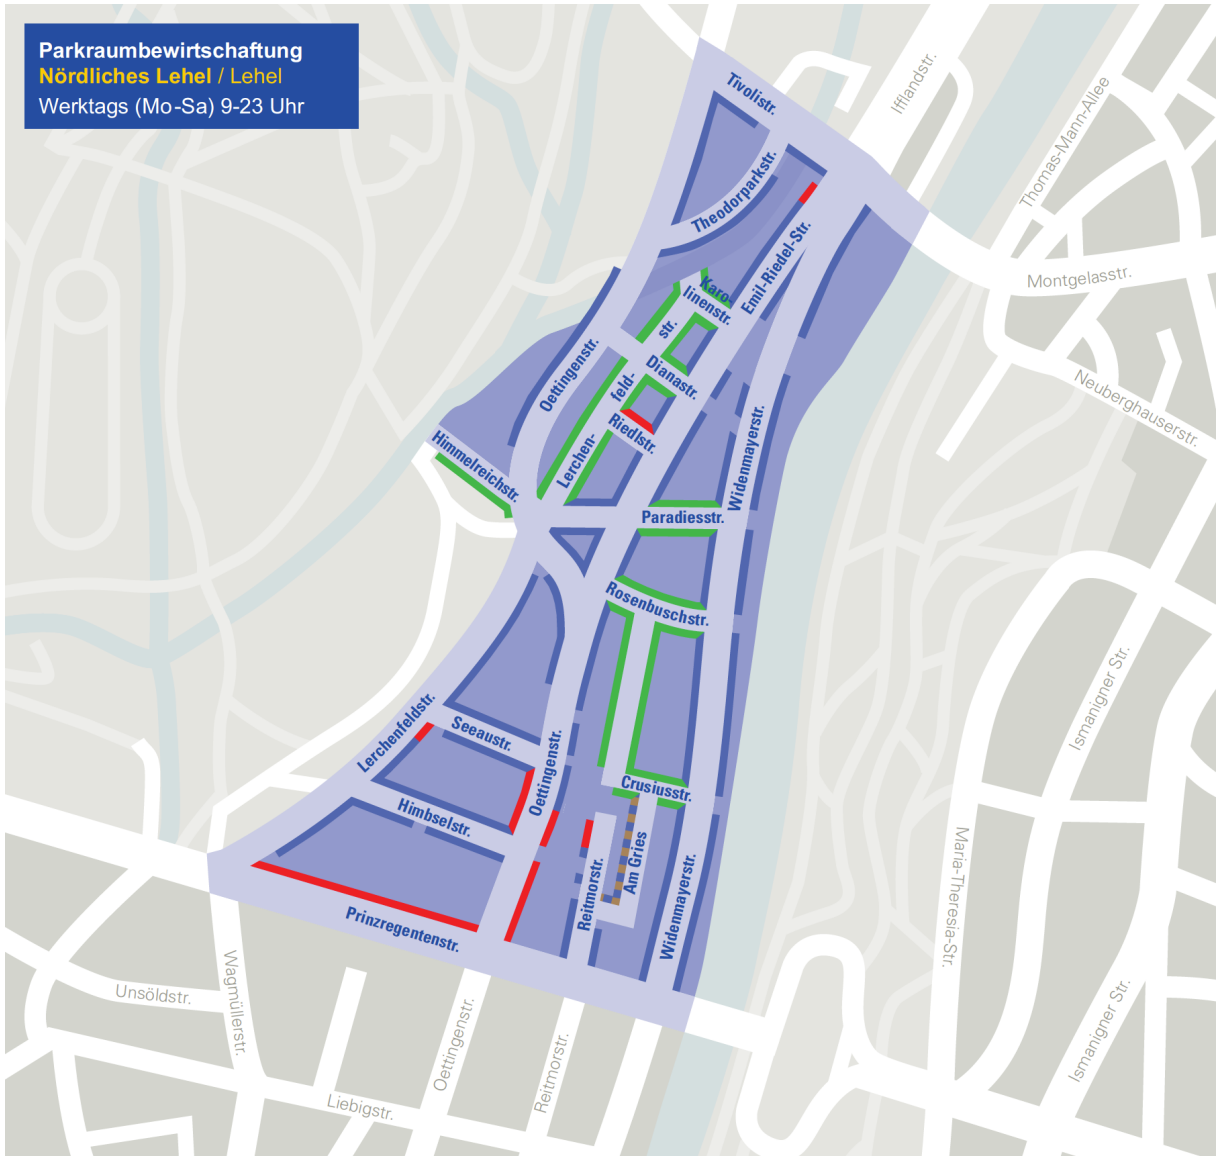 Parkraumbewirtschaftung
Nördliches Lehel / Lehel
Werktags (Mo-Sa) 9-23 Uhr
Tivolistr.
Ifflandstr.
Thomas-Mann-Allee
Theodorparkstr.
Emil-Riedel-Str.
Montgelasstr.
Karo-
linenstr.
Oettingenstr.
Lerchen-
feld-
str.
Dianastr.
Riedlstr.
Neuberghauserstr.
Himmelreichstr.
Widenmayerstr.
Paradiesstr.
Rosenbuschstr.
Ismaninger Str.
Lerchenfeldstr.
Seeaustr.
Oettingenstr.
Crusiusstr.
Himbselstr.
Am Gries
Reitmorstr.
Widenmayerstr.
Maria-Theresia-Str.
Prinzregentenstr.
Wagmüllerstr.
Unsöldstr.
Oettingenstr.
Reitmorstr.
Ismaninger Str.
Liebigstr.